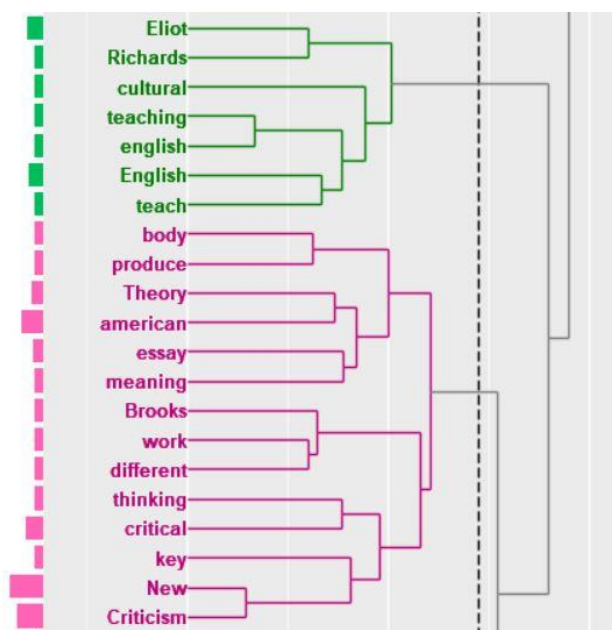 Eliot
Richards
cultural
teaching
english
English
teach
body
produce
Theory
american
essay
meaning
Brooks
work
different
thinking
critical
key
New
Criticism